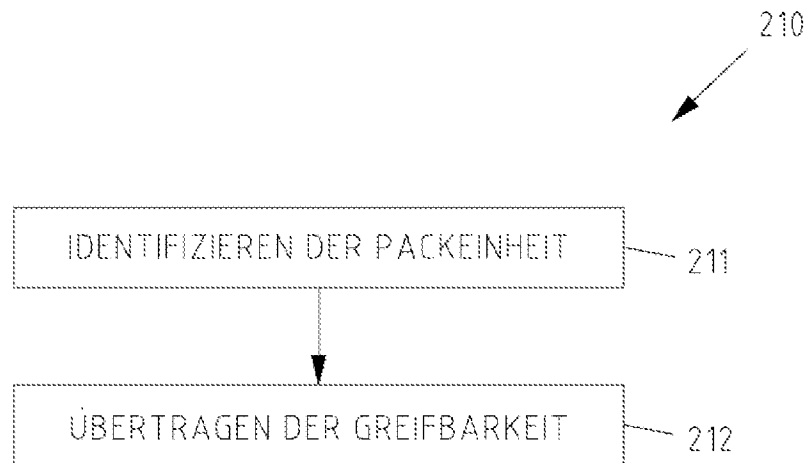 210
IDENTIFIZIEREN DER PACKEINHEIT
211
ÜBERTRAGEN DER GREIFBARKEIT
212